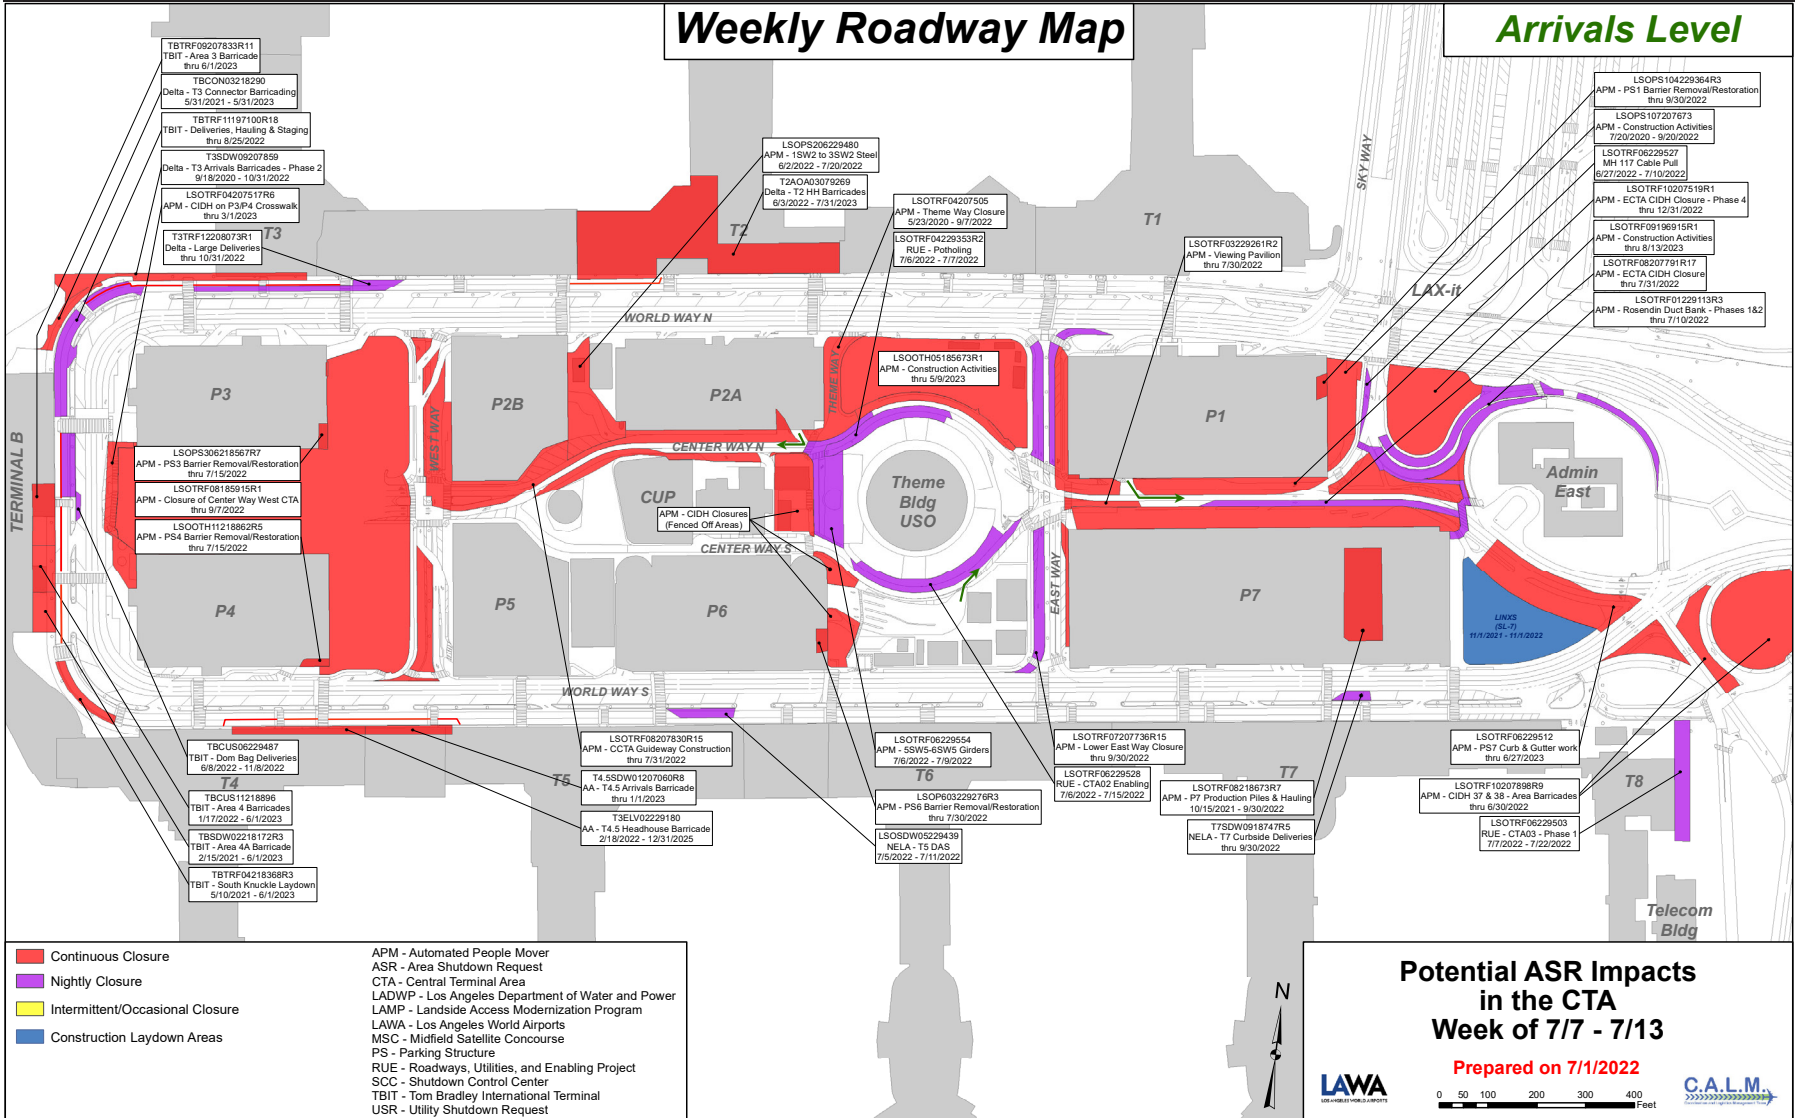 Weekly Roadway Map
Arrivals Level
TBTRF09207833R11
TBIT - Area 3 Barricade
thru 6/1/2023
TBCON03218290
Delta - T3 Connector Barricading
5/31/2021 - 5/31/2023
TBTRF11197100R18
TBIT - Deliveries, Hauling & Staging
thru 8/25/2022
T3SDW09207859
Delta - T3 Arrivals Barricades - Phase 2
9/18/2020 - 10/31/2022
LSOTRF04207517R6
APM - CIDH on P3/P4 Crosswalk
thru 3/1/2023
T3TRF12208073R1
Delta - Large Deliveries
thru 10/31/2022
LSOPS206229480
APM - 1SW2 to 3SW2 Steel
6/2/2022 - 7/20/2022
T2AOA03079269
Delta - T2 HH Barricades
6/3/2022 - 7/31/2023
LSOTRF04207505
APM - Theme Way Closure
5/23/2020 - 9/7/2022
LSOTRF04229353R2
RUE - Potholing
7/6/2022 - 7/7/2022
LSOTRF03229261R2
APM - Viewing Pavilion
thru 7/30/2022
LSOPS104229364R3
APM - PS1 Barrier Removal/Restoration
thru 9/30/2022
LSOPS107207673
APM - Construction Activities
7/20/2020 - 9/20/2022
LSOTRF06229527
MH 117 Cable Pull
6/27/2022 - 7/10/2022
LSOTRF10207519R1
APM - ECTA CIDH Closure - Phase 4
thru 12/31/2022
LSOTRF09196915R1
APM - Construction Activities
thru 8/13/2023
LSOTRF08207791R17
APM - ECTA CIDH Closure
thru 7/31/2022
LSOTRF01229113R3
APM - Rosendin Duct Bank - Phases 1&2
thru 7/10/2022
T3
T2
T1
SKY WAY
LAX-it
WORLD WAY N
THEME WAY
LSOOTH05185673R1
APM - Construction Activities
thru 5/9/2023
P3
P2B
P2A
P1
WEST WAY
CENTER WAY N
TERMINAL B
LSOPS306218567R7
APM - PS3 Barrier Removal/Restoration
thru 7/15/2022
LSOTRF08185915R1
APM - Closure of Center Way West CTA
thru 9/7/2022
LSOOTH11218862R5
APM - PS4 Barrier Removal/Restoration
thru 7/15/2022
CUP
APM - CIDH Closures
(Fenced Off Areas)
Theme
Bldg
USO
Admin
East
CENTER WAY S
EAST WAY
P4
P5
P6
P7
LINXS
(SL-7)
11/1/2021 - 11/1/2022
WORLD WAY S
TBCUS06229487
TBIT - Dom Bag Deliveries
6/8/2022 - 11/8/2022
T4
TBCUS11218896
TBIT - Area 4 Barricades
1/17/2022 - 6/1/2023
TBSDW02218172R3
TBIT - Area 4A Barricade
2/15/2021 - 6/1/2023
TBTRF04218368R3
TBIT - South Knuckle Laydown
5/10/2021 - 6/1/2023
LSOTRF08207830R15
APM - CCTA Guideway Construction
thru 7/31/2022
T5
T4.5SDW01207060R8
AA - T4.5 Arrivals Barricade
thru 1/1/2023
T3ELV02229180
AA - T4.5 Headhouse Barricade
2/18/2022 - 12/31/2025
LSOTRF06229554
APM - 5SW5-6SW5 Girders
7/6/2022 - 7/9/2022
T6
LSOP603229276R3
APM - PS6 Barrier Removal/Restoration
thru 7/30/2022
LSOSDW05229439
NELA - T5 DAS
7/5/2022 - 7/11/2022
LSOTRF07207736R15
APM - Lower East Way Closure
thru 9/30/2022
LSOTRF06229528
RUE - CTA02 Enabling
7/6/2022 - 7/15/2022
T7
LSOTRF08218673R7
APM - P7 Production Piles & Hauling
10/15/2021 - 9/30/2022
T7SDW0918747R5
NELA - T7 Curbside Deliveries
thru 9/30/2022
LSOTRF06229512
APM - PS7 Curb & Gutter work
thru 6/27/2023
LSOTRF10207898R9
APM - CIDH 37 & 38 - Area Barricades
thru 6/30/2022
T8
LSOTRF06229503
RUE - CTA03 - Phase 1
7/7/2022 - 7/22/2022
Telecom
Bldg
Continuous Closure
Nightly Closure
Intermittent/Occasional Closure
Construction Laydown Areas
APM - Automated People Mover
ASR - Area Shutdown Request
CTA - Central Terminal Area
LADWP - Los Angeles Department of Water and Power
LAMP - Landside Access Modernization Program
LAWA - Los Angeles World Airports
MSC - Midfield Satellite Concourse
PS - Parking Structure
RUE - Roadways, Utilities, and Enabling Project
SCC - Shutdown Control Center
TBIT - Tom Bradley International Terminal
USR - Utility Shutdown Request
N
Potential ASR Impacts
in the CTA
Week of 7/7 - 7/13
Prepared on 7/1/2022
LAWA
LOS ANGELES WORLD AIRPORTS
0 50 100 200 300 400
Feet
C.A.L.M.